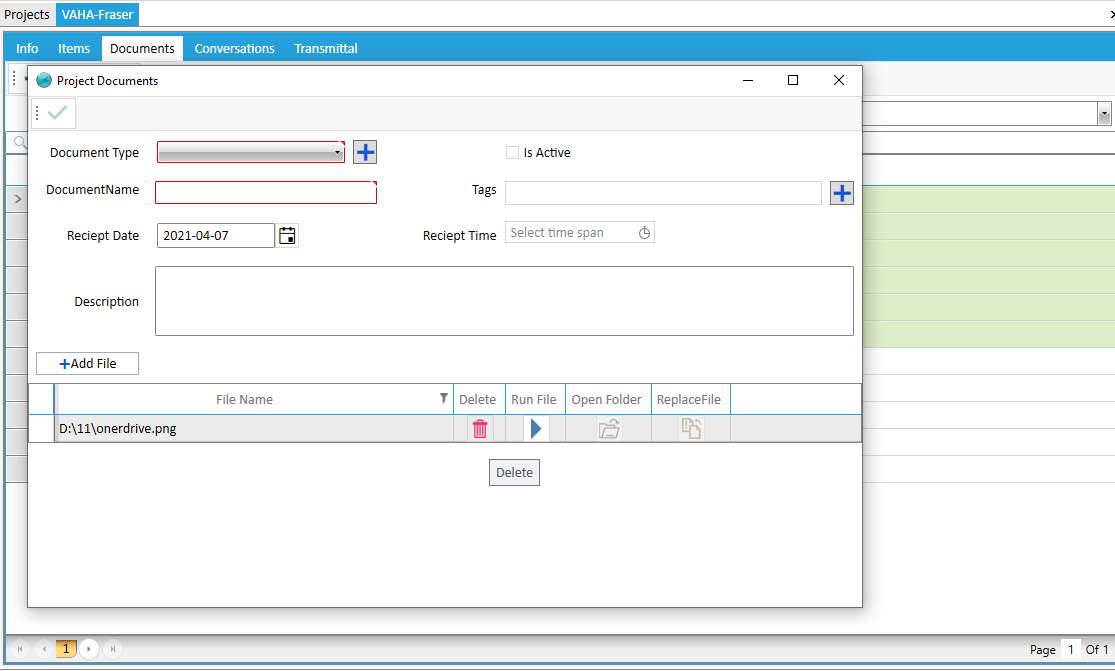 Projects VAHA-Fraser
Info Items Documents Conversations Transmittal
Project Documents
Document Type Is Active
DocumentName Tags
Reciept Date 2021-04-07 Reciept Time Select time span
Description
+Add File
File Name Delete Run File Open Folder ReplaceFile
D:\11\onerdrive.png
Delete
1 Page 1 Of 1